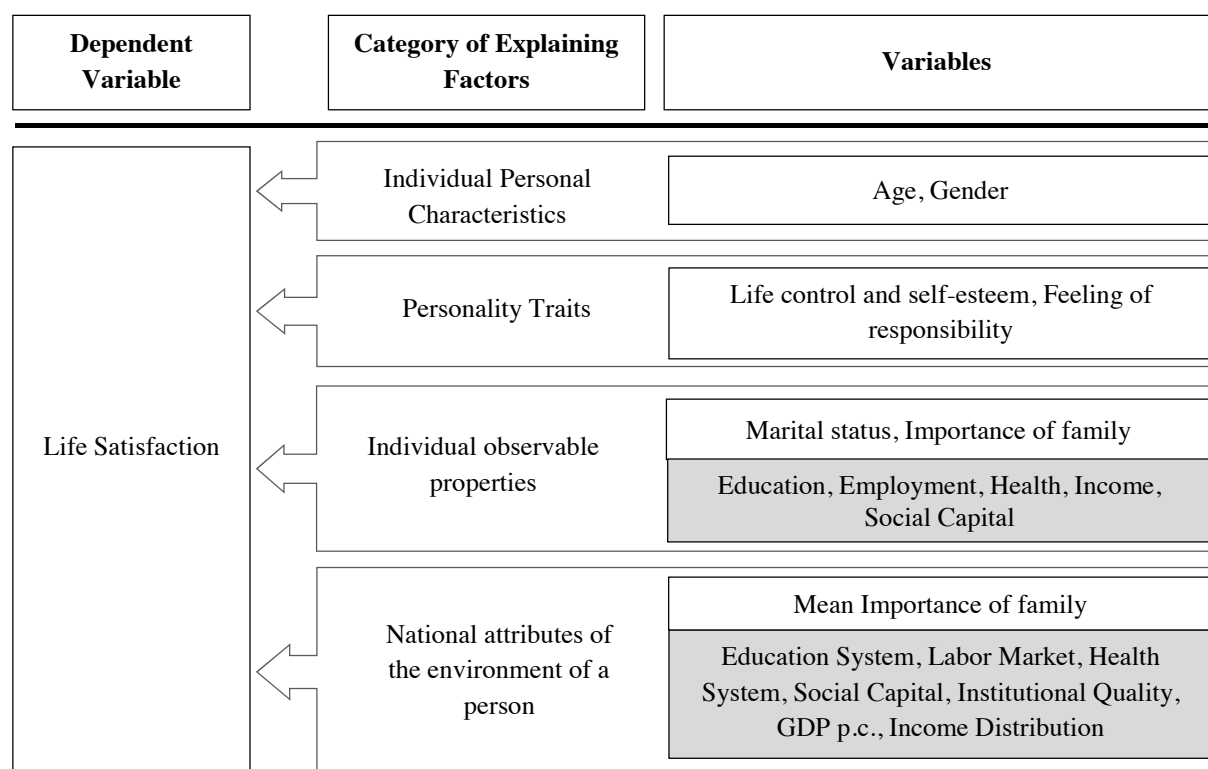 Dependent
Variable
Category of Explaining
Factors
Variables
Life Satisfaction
Individual Personal
Characteristics
Age, Gender
Personality Traits
Life control and self-esteem, Feeling of
responsibility
Individual observable
properties
Marital status, Importance of family
Education, Employment, Health, Income,
Social Capital
National attributes of
the environment of a
person
Mean Importance of family
Education System, Labor Market, Health
System, Social Capital, Institutional Quality,
GDP p.c., Income Distribution